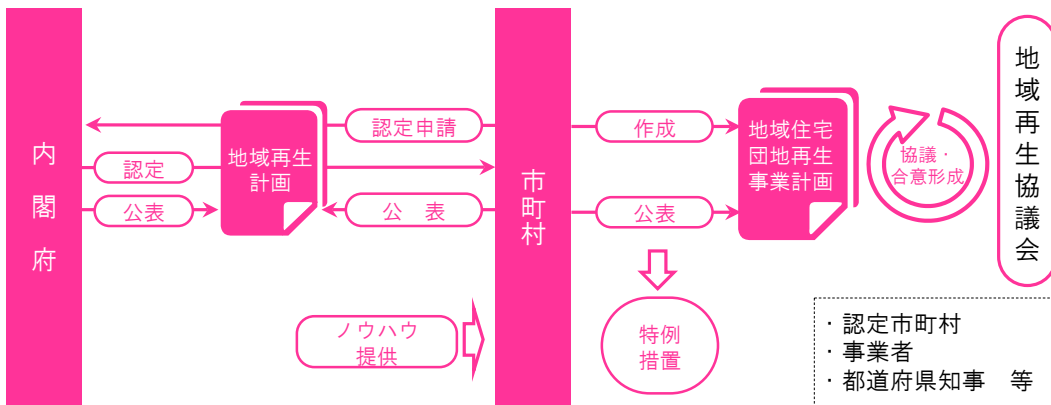 内閣府
認定
公表
地域再生
計画
認定申請
公 表
ノウハウ
提供
市町村
作成
公表
特例
措置
地域住宅
団地再生
事業計画
協議・
合意形成
地域再生協議会
・認定市町村
・事業者
・都道府県知事 等